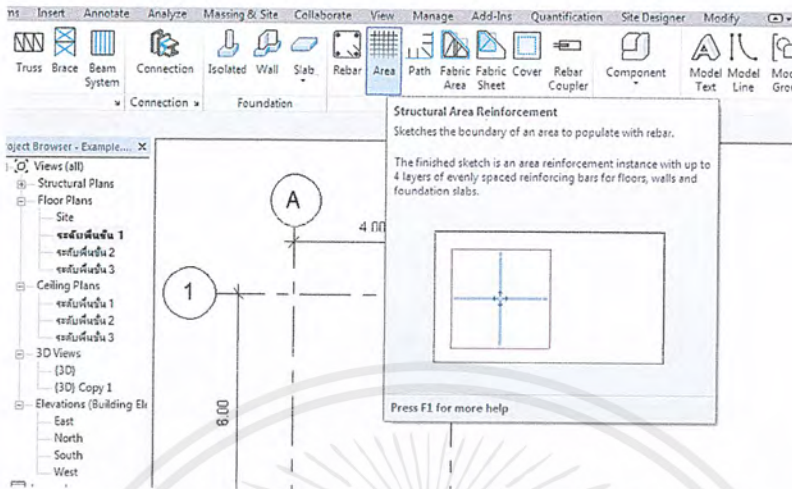 ms Insert Annotate Analyze Massing & Site Collaborate View Manage Add-Ins Quantification Site Designer Modify
Truss Brace Beam System Connection Isolated Wall Slab Rebar Area Path Fabric Area Fabric Sheet Cover Rebar Coupler Component Model Text Model Line Mod Grou
Connection Foundation
Structural Area Reinforcement
Sketches the boundary of an area to populate with rebar.
The finished sketch is an area reinforcement instance with up to
4 layers of evenly spaced reinforcing bars for floors, walls and
foundation slabs.
Press F1 for more help
oject Browser - Example....
Views (all)
Structural Plans
Floor Plans
Site
ระดับพื้นชั้น 1
ระดับพื้นชั้น 2
ระดับพื้นชั้น 3
Ceiling Plans
ระดับพื้นชั้น 1
ระดับพื้นชั้น 2
ระดับพื้นชั้น 3
3D Views
{3D}
{3D} Copy 1
Elevations (Building Ele
East
North
South
West
A
4.00
1
6.00